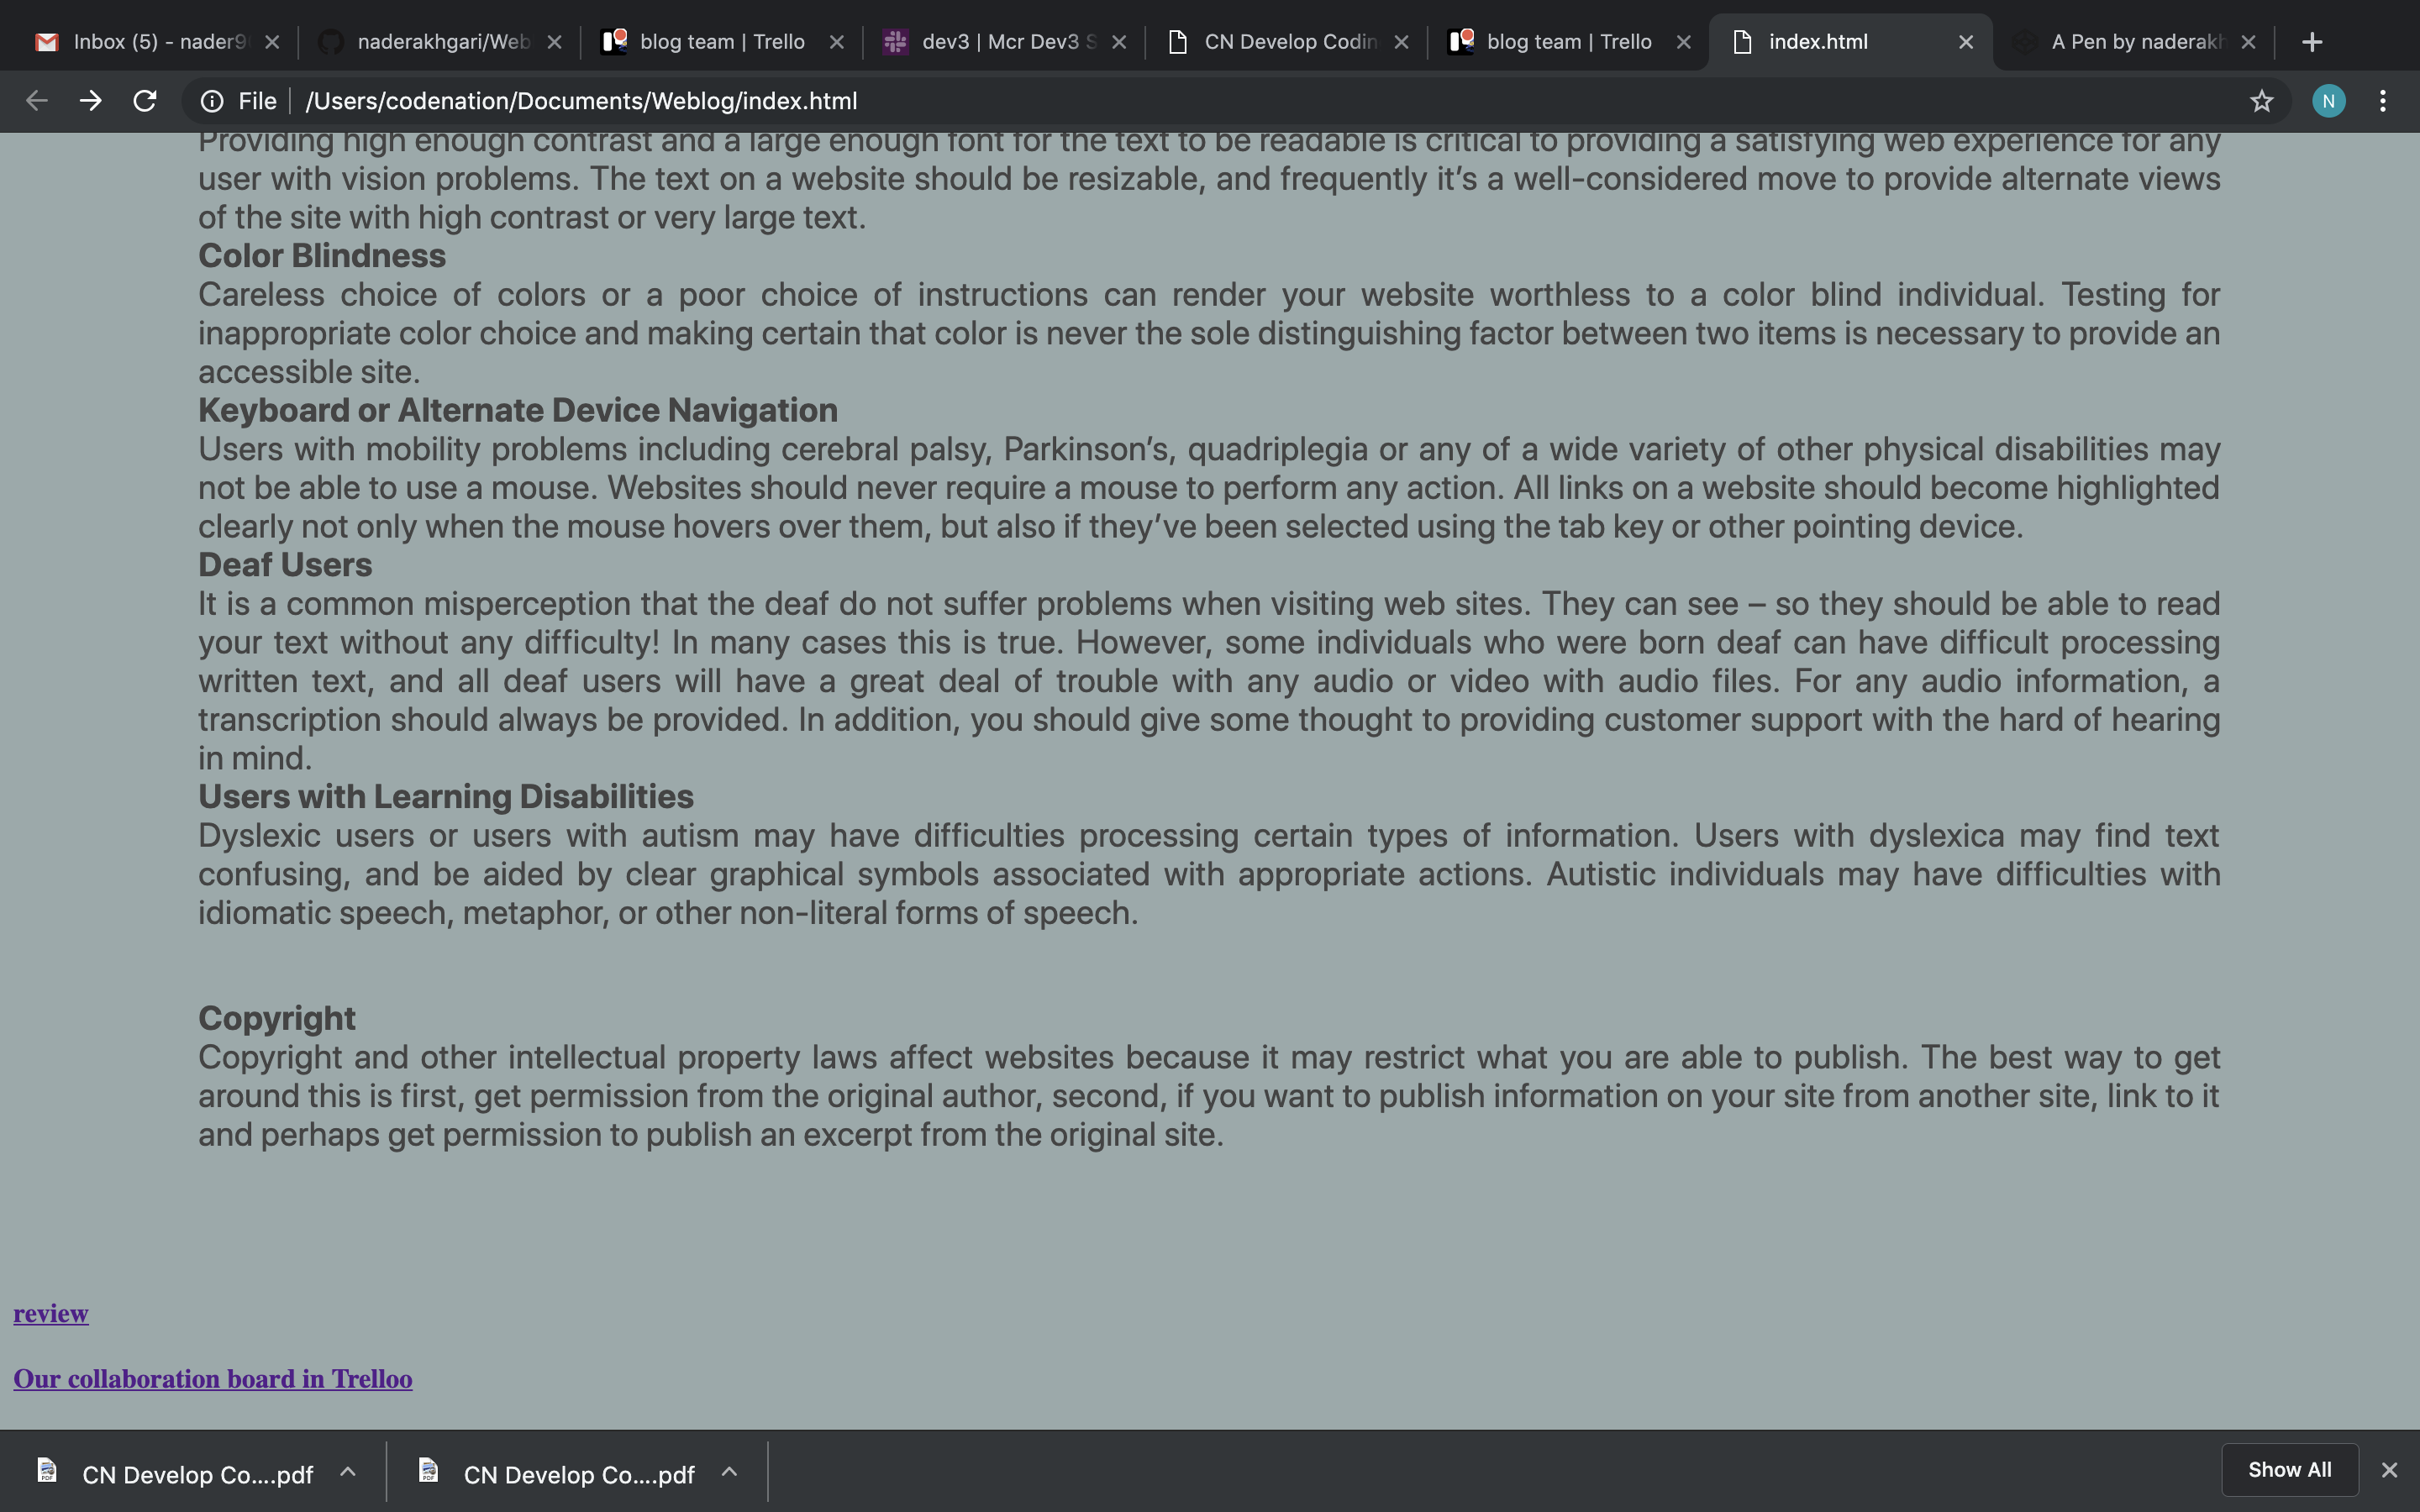 Inbox (5) - nader9
naderakhgari/Web
blog team | Trello
dev3 | Mcr Dev3 S
CN Develop Codin
blog team | Trello
index.html
A Pen by naderakh
File
/Users/codenation/Documents/Weblog/index.html
N
Providing high enough contrast and a large enough font for the text to be readable is critical to providing a satisfying web experience for any
user with vision problems. The text on a website should be resizable, and frequently it’s a well-considered move to provide alternate views
of the site with high contrast or very large text.
Color Blindness
Careless choice of colors or a poor choice of instructions can render your website worthless to a color blind individual. Testing for
inappropriate color choice and making certain that color is never the sole distinguishing factor between two items is necessary to provide an
accessible site.
Keyboard or Alternate Device Navigation
Users with mobility problems including cerebral palsy, Parkinson’s, quadriplegia or any of a wide variety of other physical disabilities may
not be able to use a mouse. Websites should never require a mouse to perform any action. All links on a website should become highlighted
clearly not only when the mouse hovers over them, but also if they’ve been selected using the tab key or other pointing device.
Deaf Users
It is a common misperception that the deaf do not suffer problems when visiting web sites. They can see – so they should be able to read
your text without any difficulty! In many cases this is true. However, some individuals who were born deaf can have difficult processing
written text, and all deaf users will have a great deal of trouble with any audio or video with audio files. For any audio information, a
transcription should always be provided. In addition, you should give some thought to providing customer support with the hard of hearing
in mind.
Users with Learning Disabilities
Dyslexic users or users with autism may have difficulties processing certain types of information. Users with dyslexica may find text
confusing, and be aided by clear graphical symbols associated with appropriate actions. Autistic individuals may have difficulties with
idiomatic speech, metaphor, or other non-literal forms of speech.
Copyright
Copyright and other intellectual property laws affect websites because it may restrict what you are able to publish. The best way to get
around this is first, get permission from the original author, second, if you want to publish information on your site from another site, link to it
and perhaps get permission to publish an excerpt from the original site.
review
Our collaboration board in Trelloo
CN Develop Co....pdf
CN Develop Co....pdf
Show All